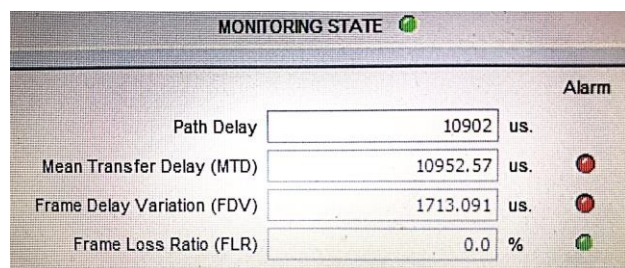 MONITORING STATE
Alarm
Path Delay 10902 us.
Mean Transfer Delay (MTD) 10952.57 us.
Frame Delay Variation (FDV) 1713.091 us.
Frame Loss Ratio (FLR) 0.0 %